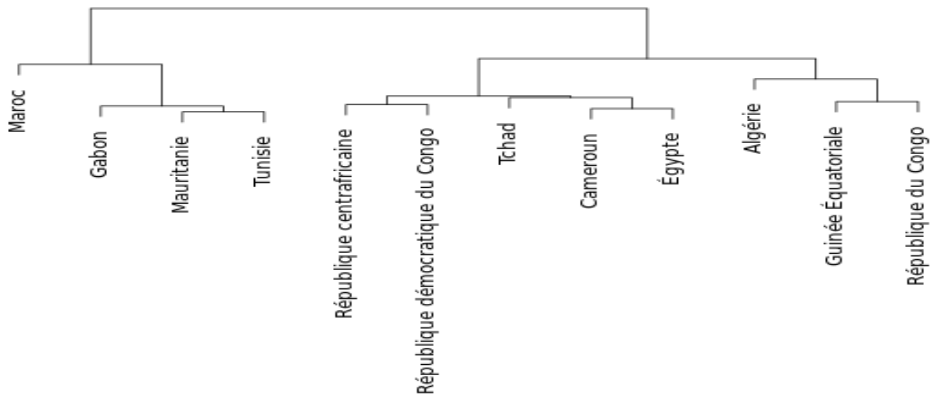 Maroc
Gabon
Mauritanie
Tunisie
République centrafricaine
République démocratique du Congo
Tchad
Cameroun
Égypte
Algérie
Guinée Équatoriale
République du Congo